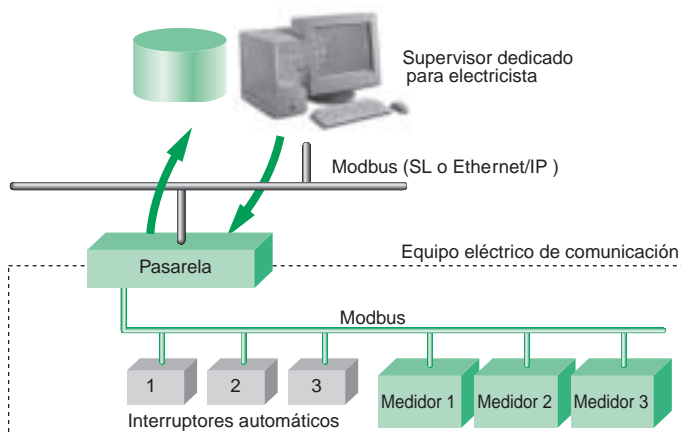 Supervisor dedicado
para electricista
Modbus (SL o Ethernet/IP )
Equipo eléctrico de comunicación
Pasarela
Modbus
1
2
3
Medidor 1
Medidor 2
Medidor 3
Interruptores automáticos